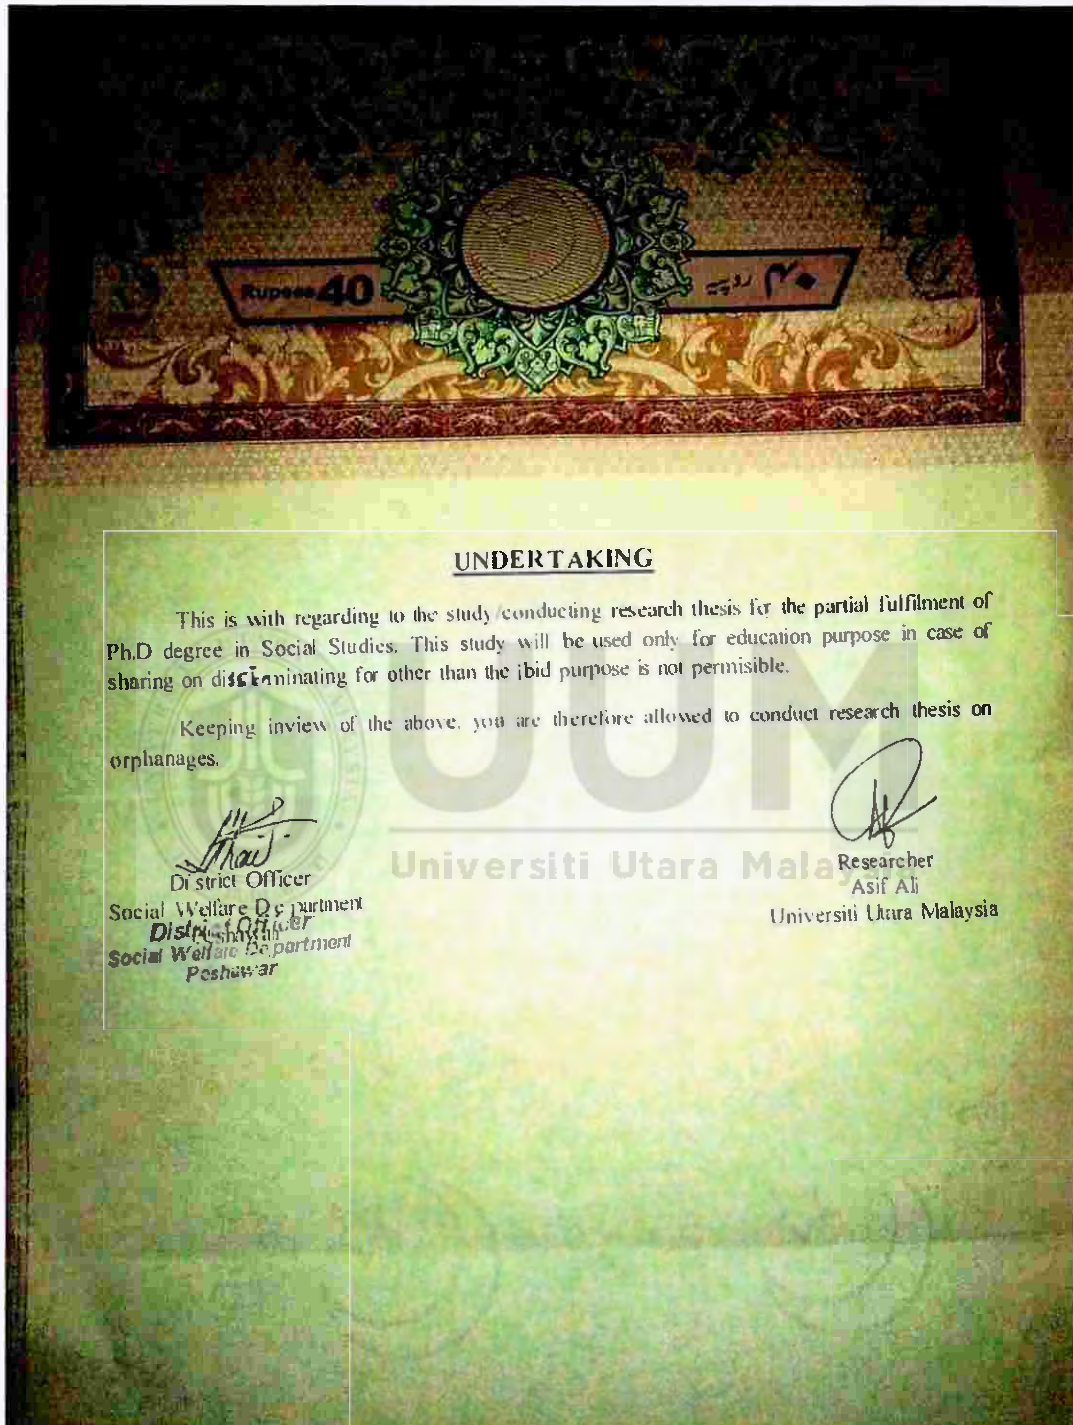 Rupees 40
۴۰ روپیہ
UNDERTAKING
This is with regarding to the study/conducting research thesis for the partial fulfilment of
Ph.D degree in Social Studies. This study will be used only for education purpose in case of
sharing on for other than the ibid purpose is not permisible.
Keeping inview of the above, you are therefore allowed to conduct research thesis on
orphanages.
UUM
Universiti Utara Malaysia
District Officer
Social Welfare Department
Peshawar
District Officer
Social Welfare Department
Peshawar
Researcher
Asif Ali
Universiti Utara Malaysia